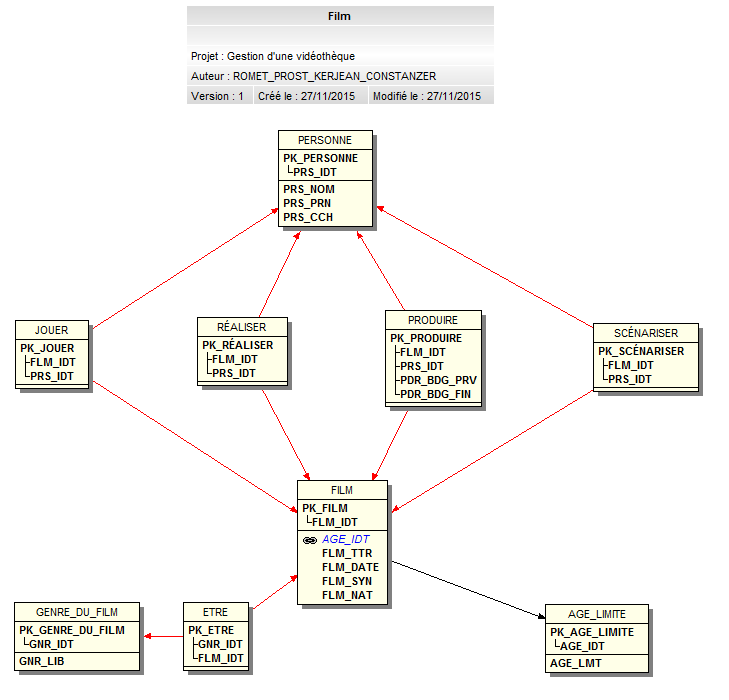 Film
Projet : Gestion d'une vidéothèque
Auteur : ROMET_PROST_KERJEAN_CONSTANZER
Version : 1 Créé le : 27/11/2015 Modifié le : 27/11/2015
PERSONNE
PK_PERSONNE
PRS_IDT
PRS_NOM
PRS_PRN
PRS_CCH
JOUER
PK_JOUER
FLM_IDT
PRS_IDT
RÉALISER
PK_RÉALISER
FLM_IDT
PRS_IDT
PRODUIRE
PK_PRODUIRE
FLM_IDT
PRS_IDT
PDR_BDG_PRV
PDR_BDG_FIN
SCÉNARISER
PK_SCÉNARISER
FLM_IDT
PRS_IDT
FILM
PK_FILM
FLM_IDT
AGE_IDT
FLM_TTR
FLM_DATE
FLM_SYN
FLM_NAT
GENRE_DU_FILM
PK_GENRE_DU_FILM
GNR_IDT
GNR_LIB
ETRE
PK_ETRE
GNR_IDT
FLM_IDT
AGE_LIMITE
PK_AGE_LIMITE
AGE_IDT
AGE_LMT